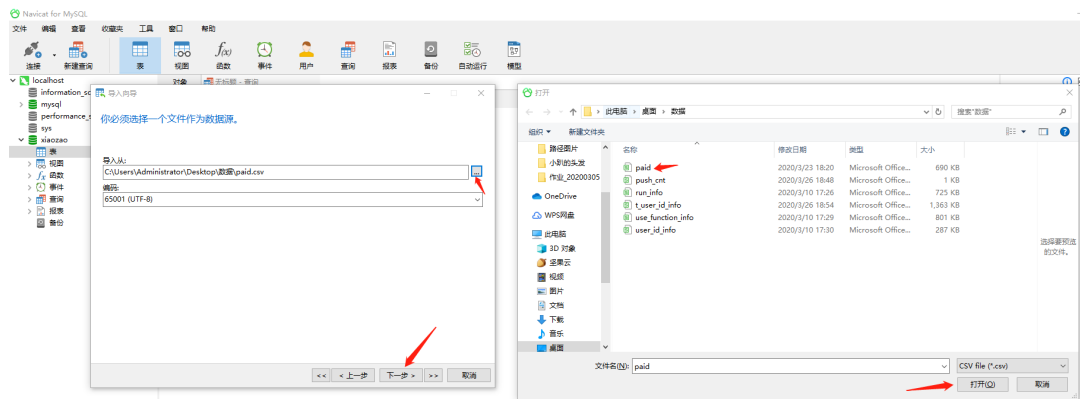 Navicat for MySQL
文件 编辑 查看 收藏夹 工具 窗口 帮助
连接 新建查询 表 视图 函数 事件 用户 查询 报表 备份 自动运行 模型
localhost
对象 无标题 - 查询
information_sc
mysql
performance_s
sys
xiaozao
表
视图
函数
事件
查询
报表
备份
导入向导
你必须选择一个文件作为数据源。
导入从:
C:\Users\Administrator\Desktop\数据\paid.csv
...
编码:
65001 (UTF-8)
<< < 上一步 下一步 > >> 取消
打开
此电脑 › 桌面 › 数据
搜索"数据"
组织 新建文件夹
路径图片
小趴的头发
作业_20200305
OneDrive
WPS网盘
此电脑
3D 对象
坚果云
视频
图片
文档
下载
音乐
桌面
名称 修改日期 类型 大小
paid 2020/3/23 18:20 Microsoft Office... 690 KB
push_cnt 2020/3/26 18:48 Microsoft Office... 1 KB
run_info 2020/3/10 17:26 Microsoft Office... 725 KB
t_user_id_info 2020/3/26 18:54 Microsoft Office... 1,363 KB
use_function_info 2020/3/10 17:29 Microsoft Office... 801 KB
user_id_info 2020/3/10 17:30 Microsoft Office... 287 KB
选择要预览
的文件。
文件名(N): paid
CSV file (*.csv)
打开(O) 取消